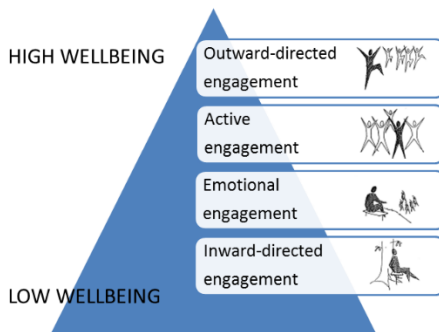 HIGH WELLBEING
Outward-directed
engagement
Active
engagement
Emotional
engagement
Inward-directed
engagement
LOW WELLBEING